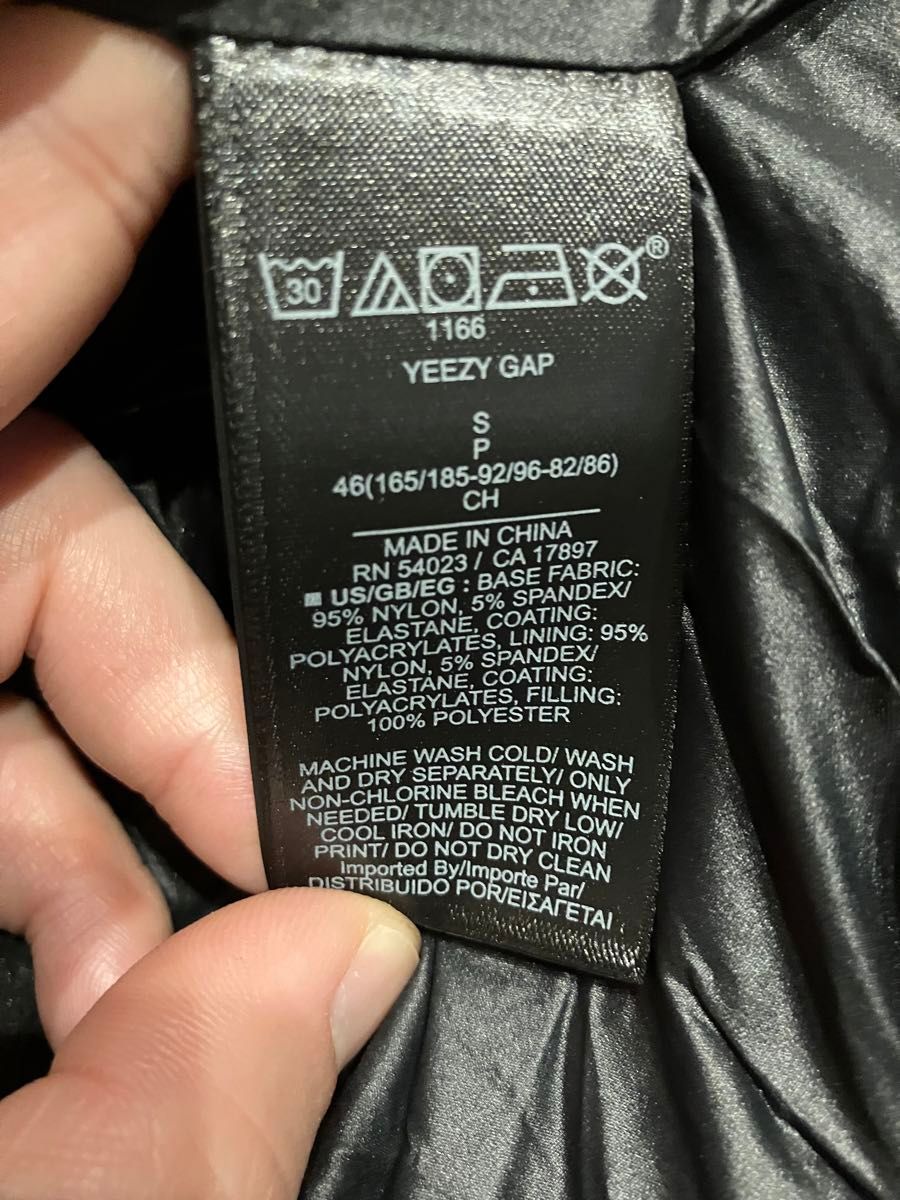 30 ®
1166
YEEZY GAP
S
P
46(165/185-92/96-82/86)
CH
MADE IN CHINA
RN 54023 / CA 17897
US/GB/EG : BASE FABRIC:
95% NYLON, 5% SPANDEX/
ELASTANE, COATING:
POLYACRYLATES, LINING: 95%
NYLON, 5% SPANDEX/
ELASTANE, COATING:
POLYACRYLATES, FILLING:
100% POLYESTER
MACHINE WASH COLD/ WASH
AND DRY SEPARATELY/ ONLY
NON-CHLORINE BLEACH WHEN
NEEDED/ TUMBLE DRY LOW/
COOL IRON/ DO NOT IRON
PRINT/ DO NOT DRY CLEAN
Imported By/Importe Par/
DISTRIBUIDO POR/ΕΙΣΑΓΕΤΑΙ